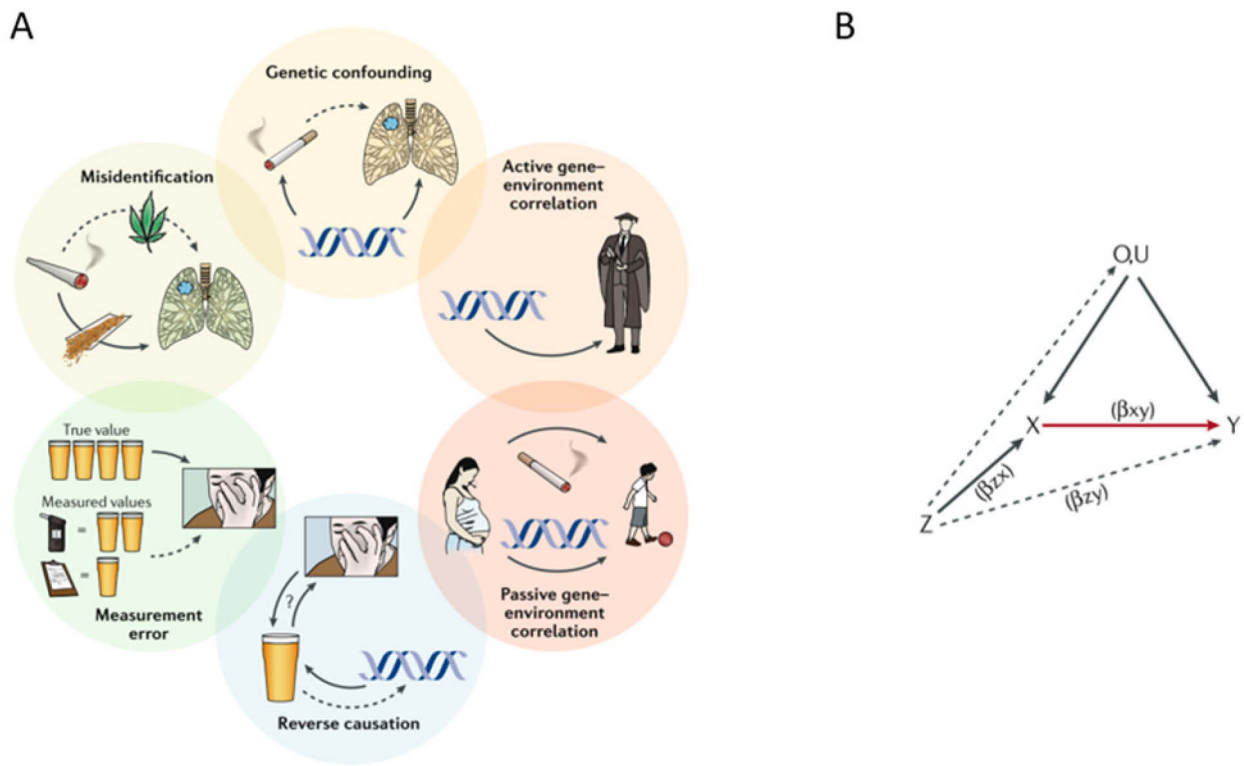 A
B
Genetic confounding
Misidentification
Active gene–
environment
correlation
True value
Measured values
=
=
Measurement
error
?
Reverse causation
Passive gene–
environment
correlation
O,U
X
(βxy)
Y
(βzx)
(βzy)
Z